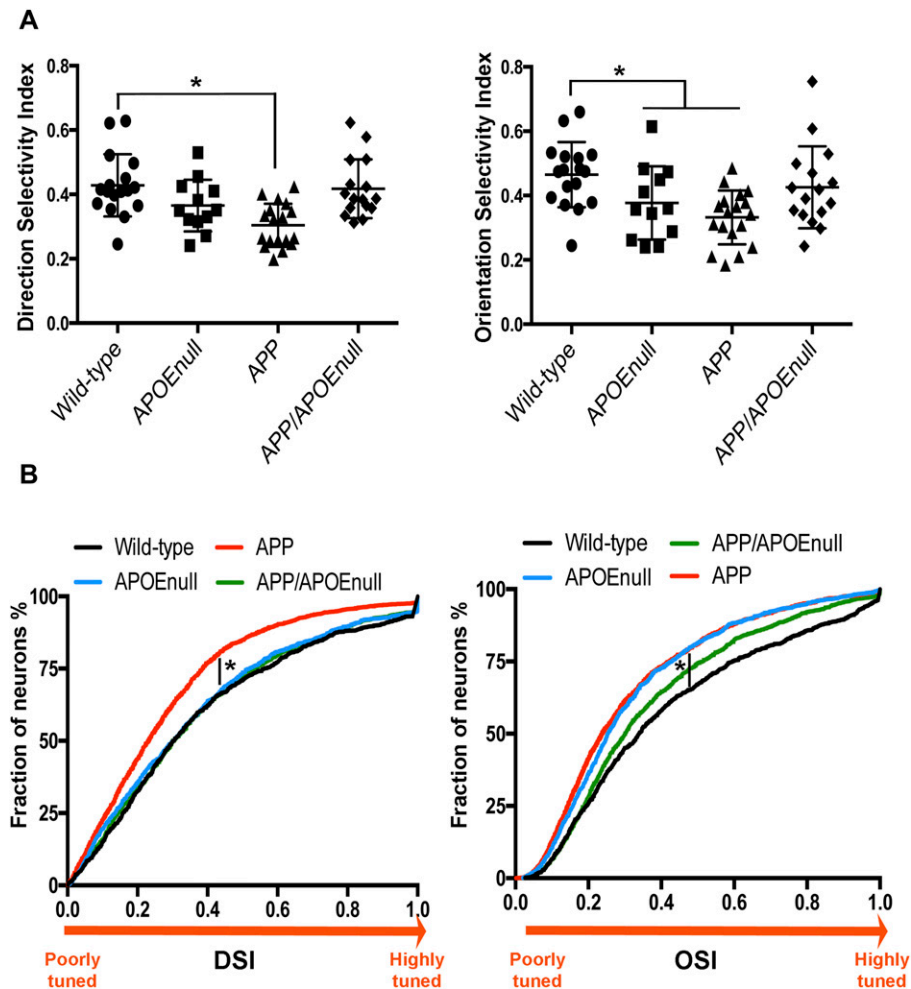 A
Direction Selectivity Index
0.8
0.6
0.4
0.2
0.0
*
Wild-type
APOEnull
APP
APP/APOEnull
Orientation Selectivity Index
0.8
0.6
0.4
0.2
0.0
*
Wild-type
APOEnull
APP
APP/APOEnull
B
Wild-type
APP
APOEnull
APP/APOEnull
Fraction of neurons %
100
75
50
25
0
*
0.0 0.2 0.4 0.6 0.8 1.0
Poorly
tuned
DSI
Highly
tuned
Wild-type
APP/APOEnull
APOEnull
APP
Fraction of neurons %
100
75
50
25
0
*
0.0 0.2 0.4 0.6 0.8 1.0
Poorly
tuned
OSI
Highly
tuned